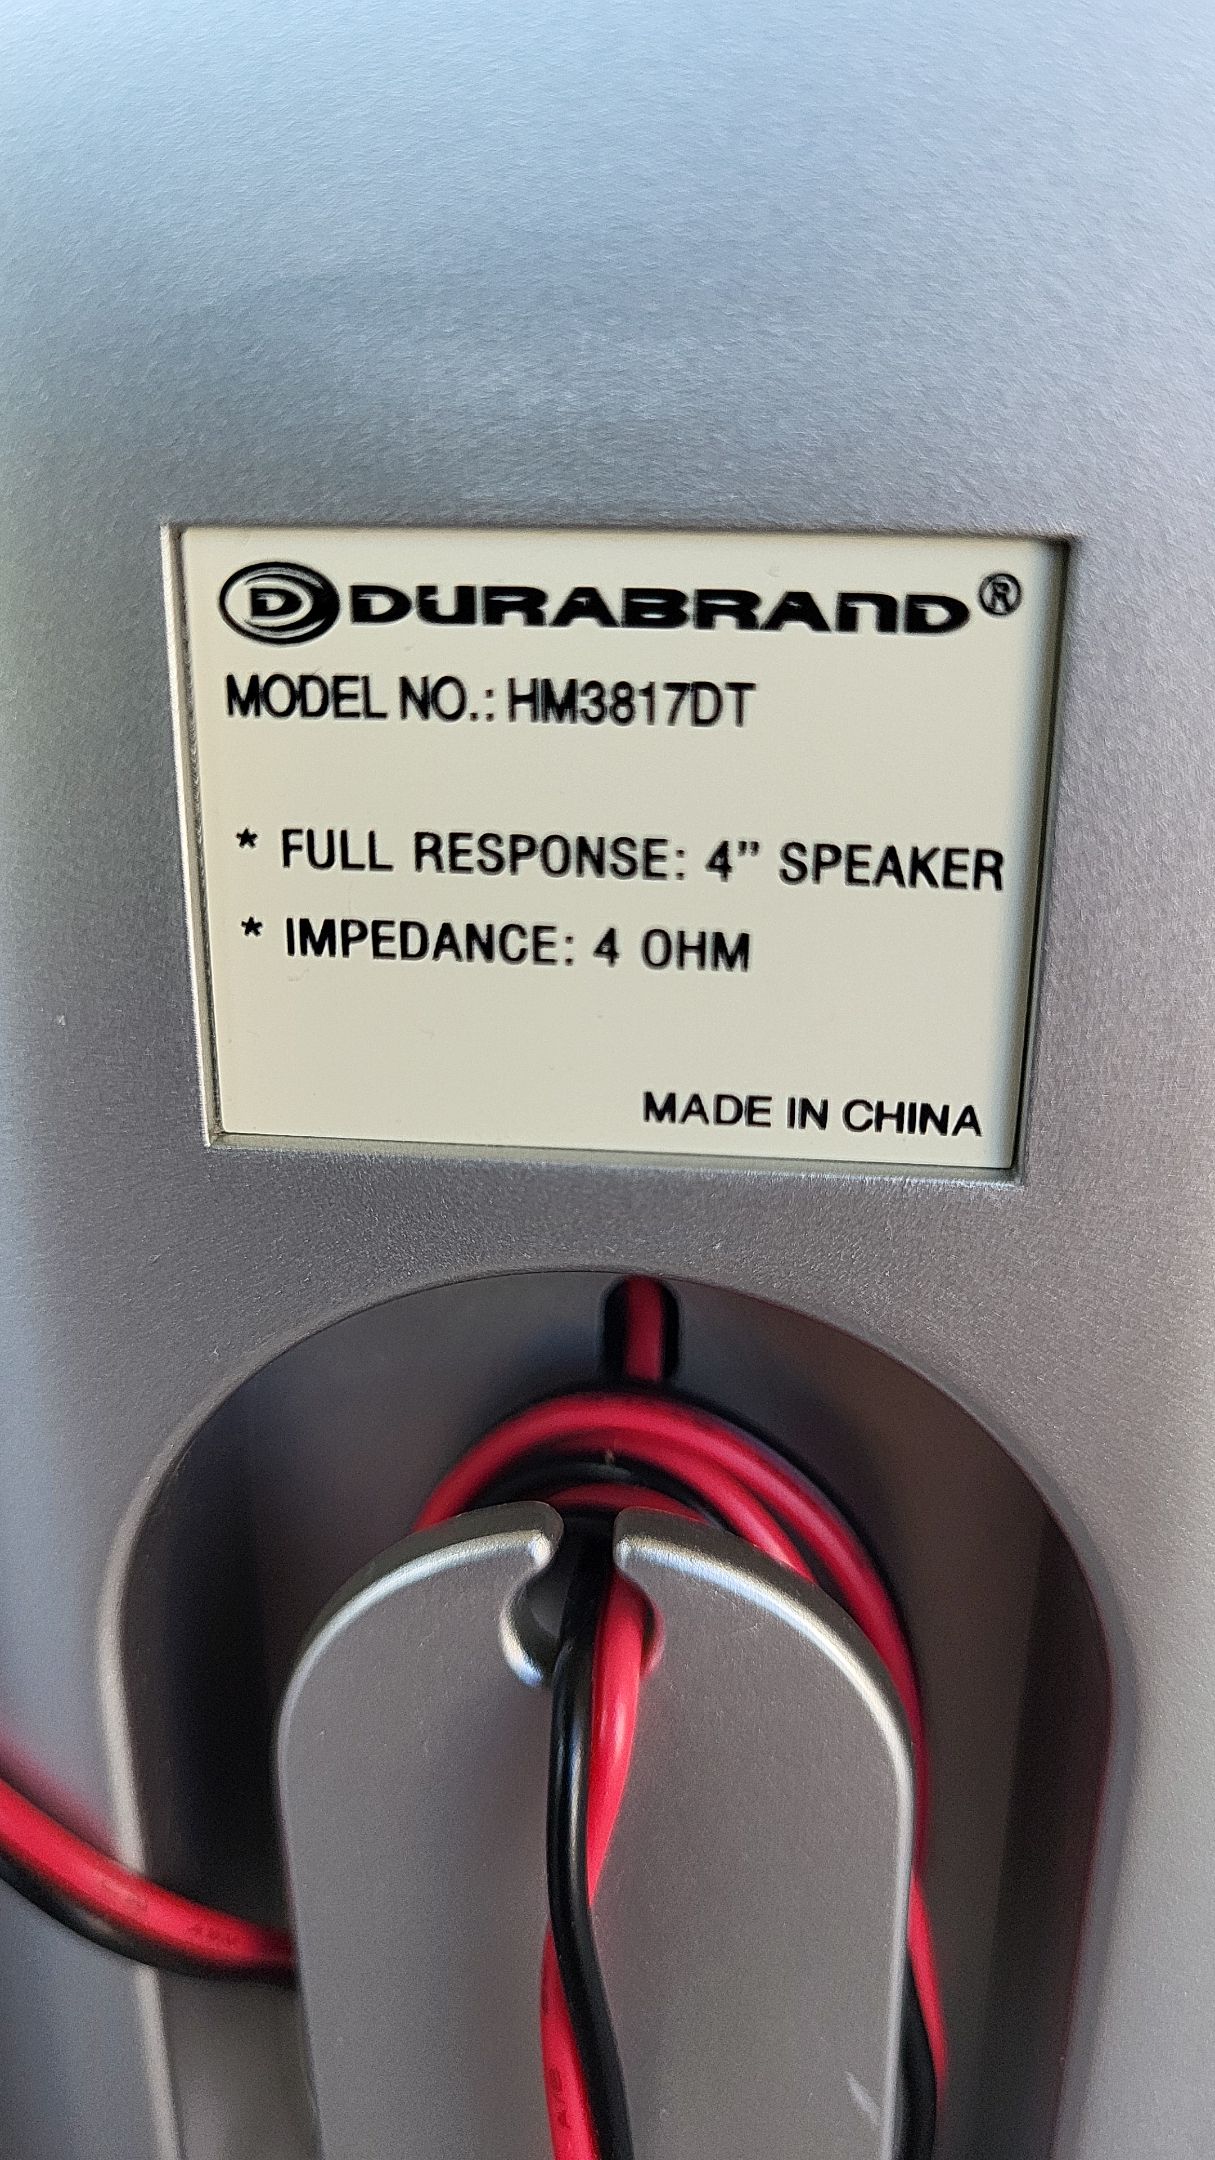 D DURABRAND®
MODEL NO.: HM3817DT
* FULL RESPONSE: 4” SPEAKER
* IMPEDANCE: 4 OHM
MADE IN CHINA